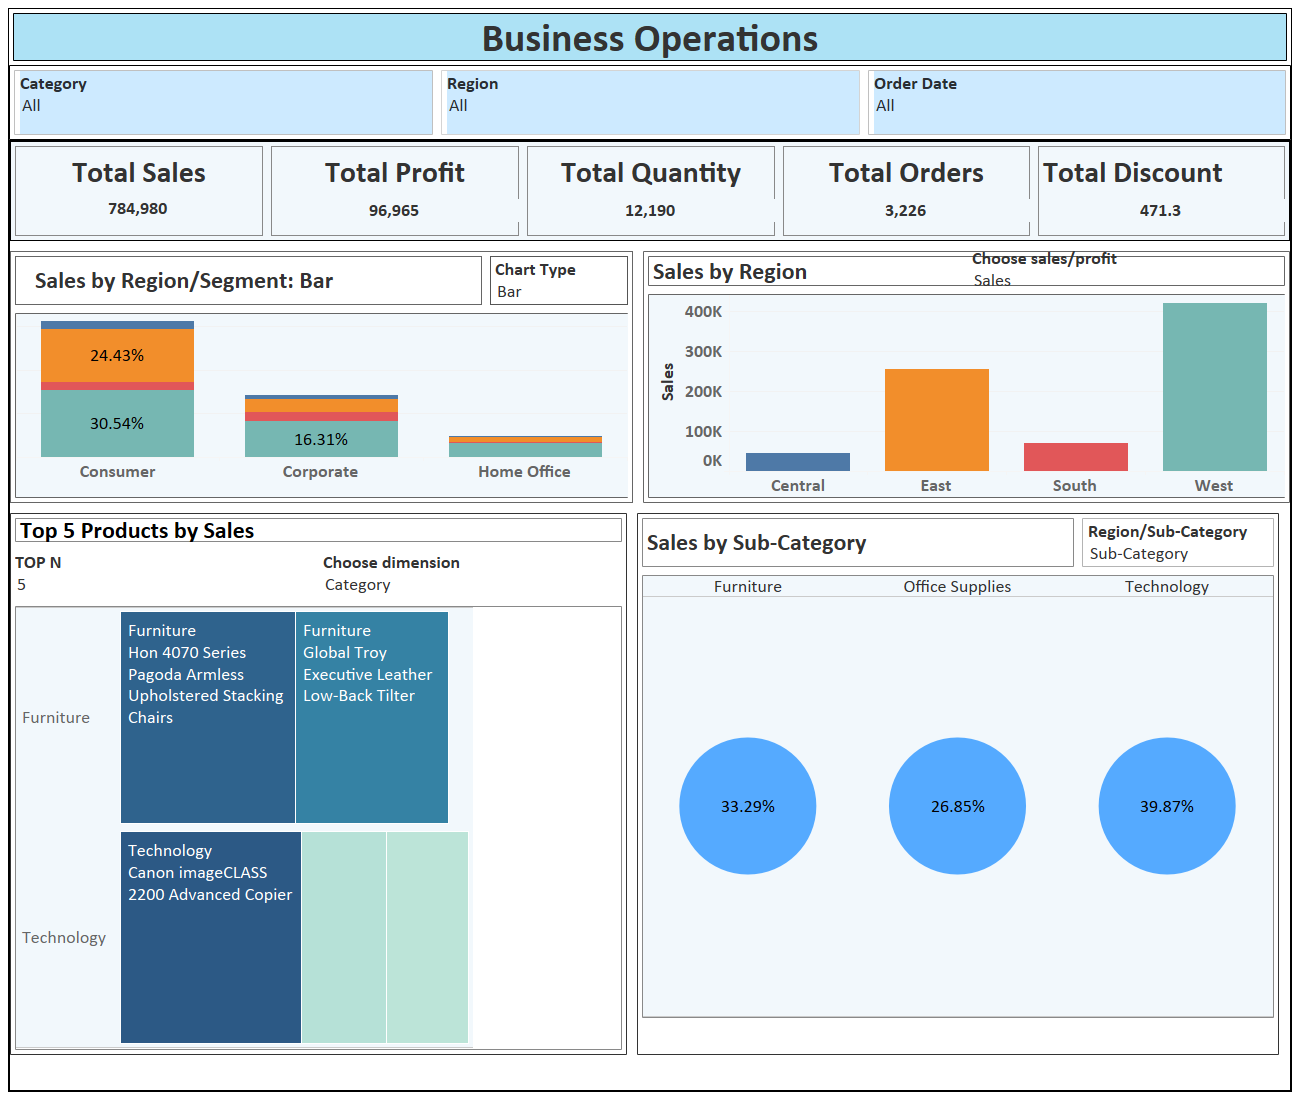 Business Operations
Category
All
Region
All
Order Date
All
Total Sales
784,980
Total Profit
96,965
Total Quantity
12,190
Total Orders
3,226
Total Discount
471.3
Sales by Region/Segment: Bar
Chart Type
Bar
24.43%
30.54%
16.31%
Consumer
Corporate
Home Office
Sales by Region
Choose sales/profit
Sales
400K
300K
200K
100K
0K
Sales
Central
East
South
West
Top 5 Products by Sales
TOP N
5
Choose dimension
Category
Furniture
Furniture
Hon 4070 Series
Pagoda Armless
Upholstered Stacking
Chairs
Furniture
Global Troy
Executive Leather
Low-Back Tilter
Technology
Technology
Canon imageCLASS
2200 Advanced Copier
Sales by Sub-Category
Region/Sub-Category
Sub-Category
Furniture
Office Supplies
Technology
33.29%
26.85%
39.87%